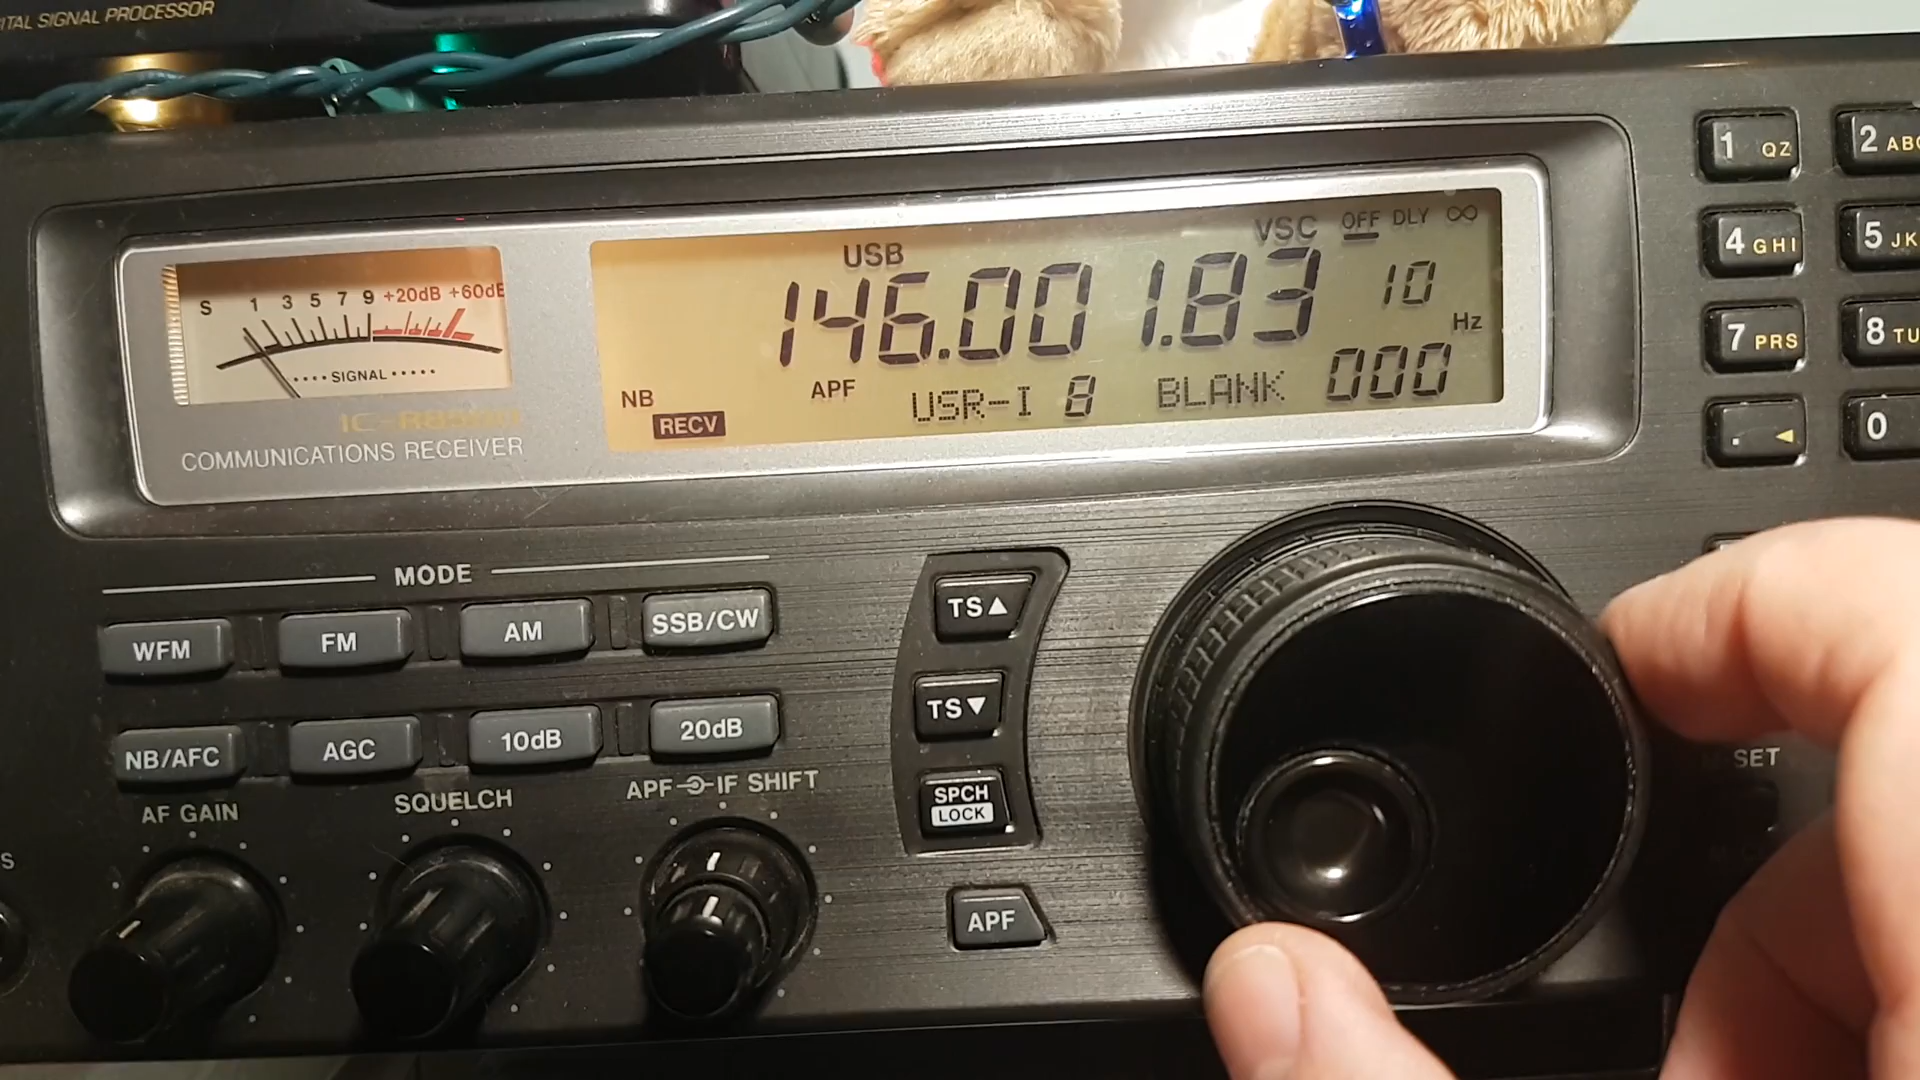 ITAL SIGNAL PROCESSOR
S 1 3 5 7 9 +20dB +60dB
SIGNAL
COMMUNICATIONS RECEIVER
VSC OFF DLY ∞
USB
146.001.83 10
Hz
NB APF USR-I 8 BLANK 000
RECV
1 QZ 2 ABC
4 GHI 5 JK
7 PRS 8 TU
. ◄ 0
MODE
WFM FM AM SSB/CW
NB/AFC AGC 10dB 20dB
AF GAIN SQUELCH APF IF SHIFT
TS▲
TS▼
SPCH
LOCK
APF
SET
S